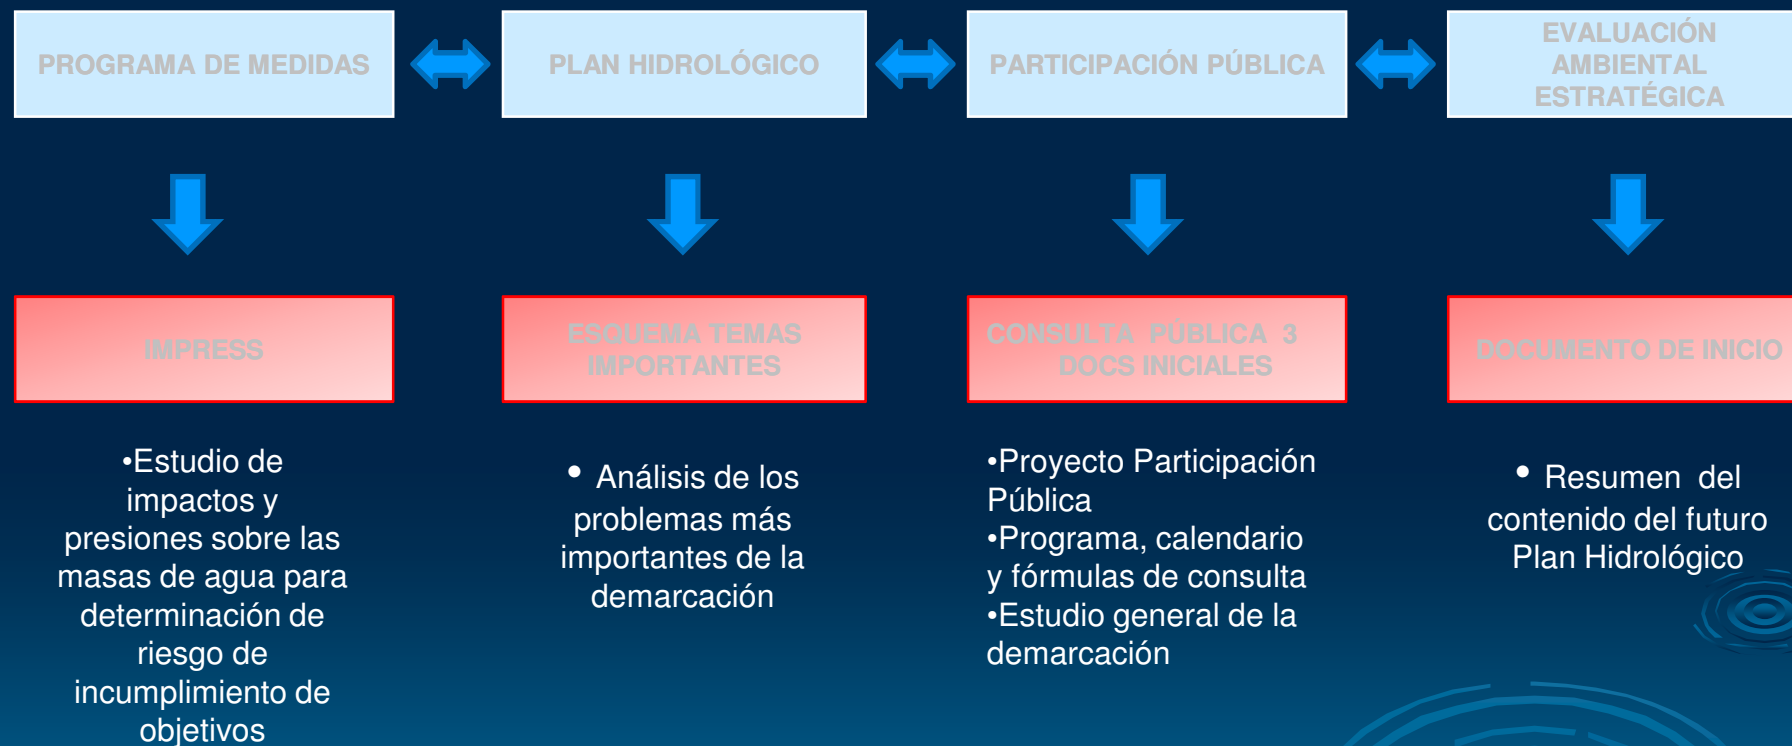 PROGRAMA DE MEDIDAS
PLAN HIDROLÓGICO
PARTICIPACIÓN PÚBLICA
EVALUACIÓN
AMBIENTAL
ESTRATÉGICA
IMPRESS
ESQUEMA TEMAS
IMPORTANTES
CONSULTA PÚBLICA 3
DOCS INICIALES
DOCUMENTO DE INICIO
•Estudio de
impactos y
presiones sobre las
masas de agua para
determinación de
riesgo de
incumplimiento de
objetivos
• Análisis de los
problemas más
importantes de la
demarcación
•Proyecto Participación
Pública
•Programa, calendario
y fórmulas de consulta
•Estudio general de la
demarcación
• Resumen del
contenido del futuro
Plan Hidrológico